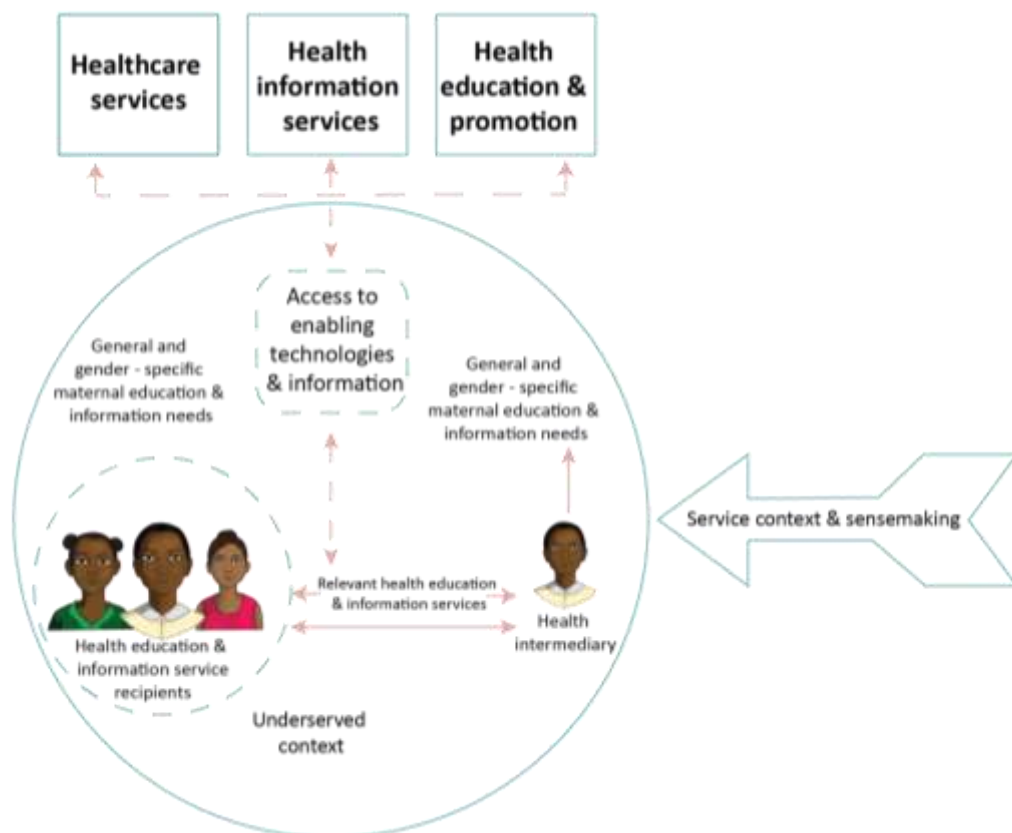 Healthcare
services
Health
information
services
Health
education &
promotion
Access to
enabling
technologies
& information
General and
gender - specific
maternal education &
information needs
General and
gender - specific
maternal education &
information needs
Service context & sensemaking
Relevant health education
& information services
Health
intermediary
Health education &
information service
recipients
Underserved
context